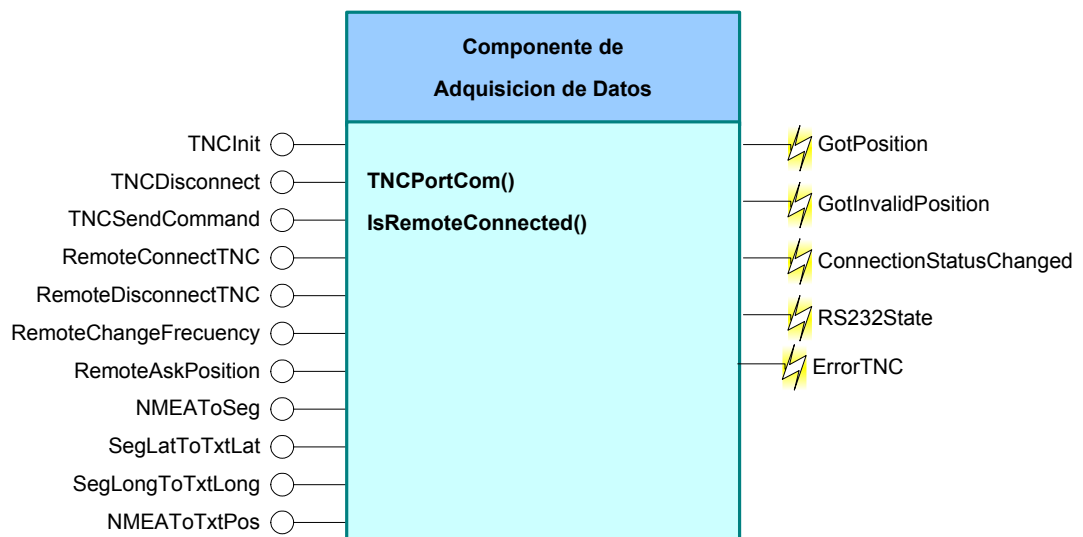 Componente de
Adquisicion de Datos
TNCInit
TNCDisconnect
TNCSendCommand
RemoteConnectTNC
RemoteDisconnectTNC
RemoteChangeFrecuency
RemoteAskPosition
NMEAToSeg
SegLatToTxtLat
SegLongToTxtLong
NMEAToTxtPos
TNCPortCom()
IsRemoteConnected()
GotPosition
GotInvalidPosition
ConnectionStatusChanged
RS232State
ErrorTNC